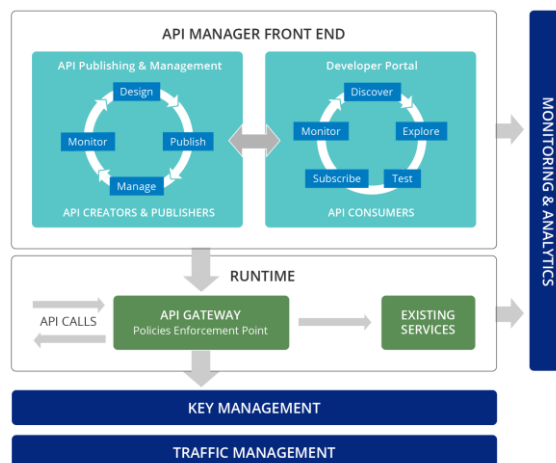 API MANAGER FRONT END
API Publishing & Management
Design
Monitor
Publish
Manage
API CREATORS & PUBLISHERS
Developer Portal
Discover
Monitor
Explore
Subscribe
Test
API CONSUMERS
MONITORING & ANALYTICS
RUNTIME
API CALLS
API GATEWAY
Policies Enforcement Point
EXISTING
SERVICES
KEY MANAGEMENT
TRAFFIC MANAGEMENT